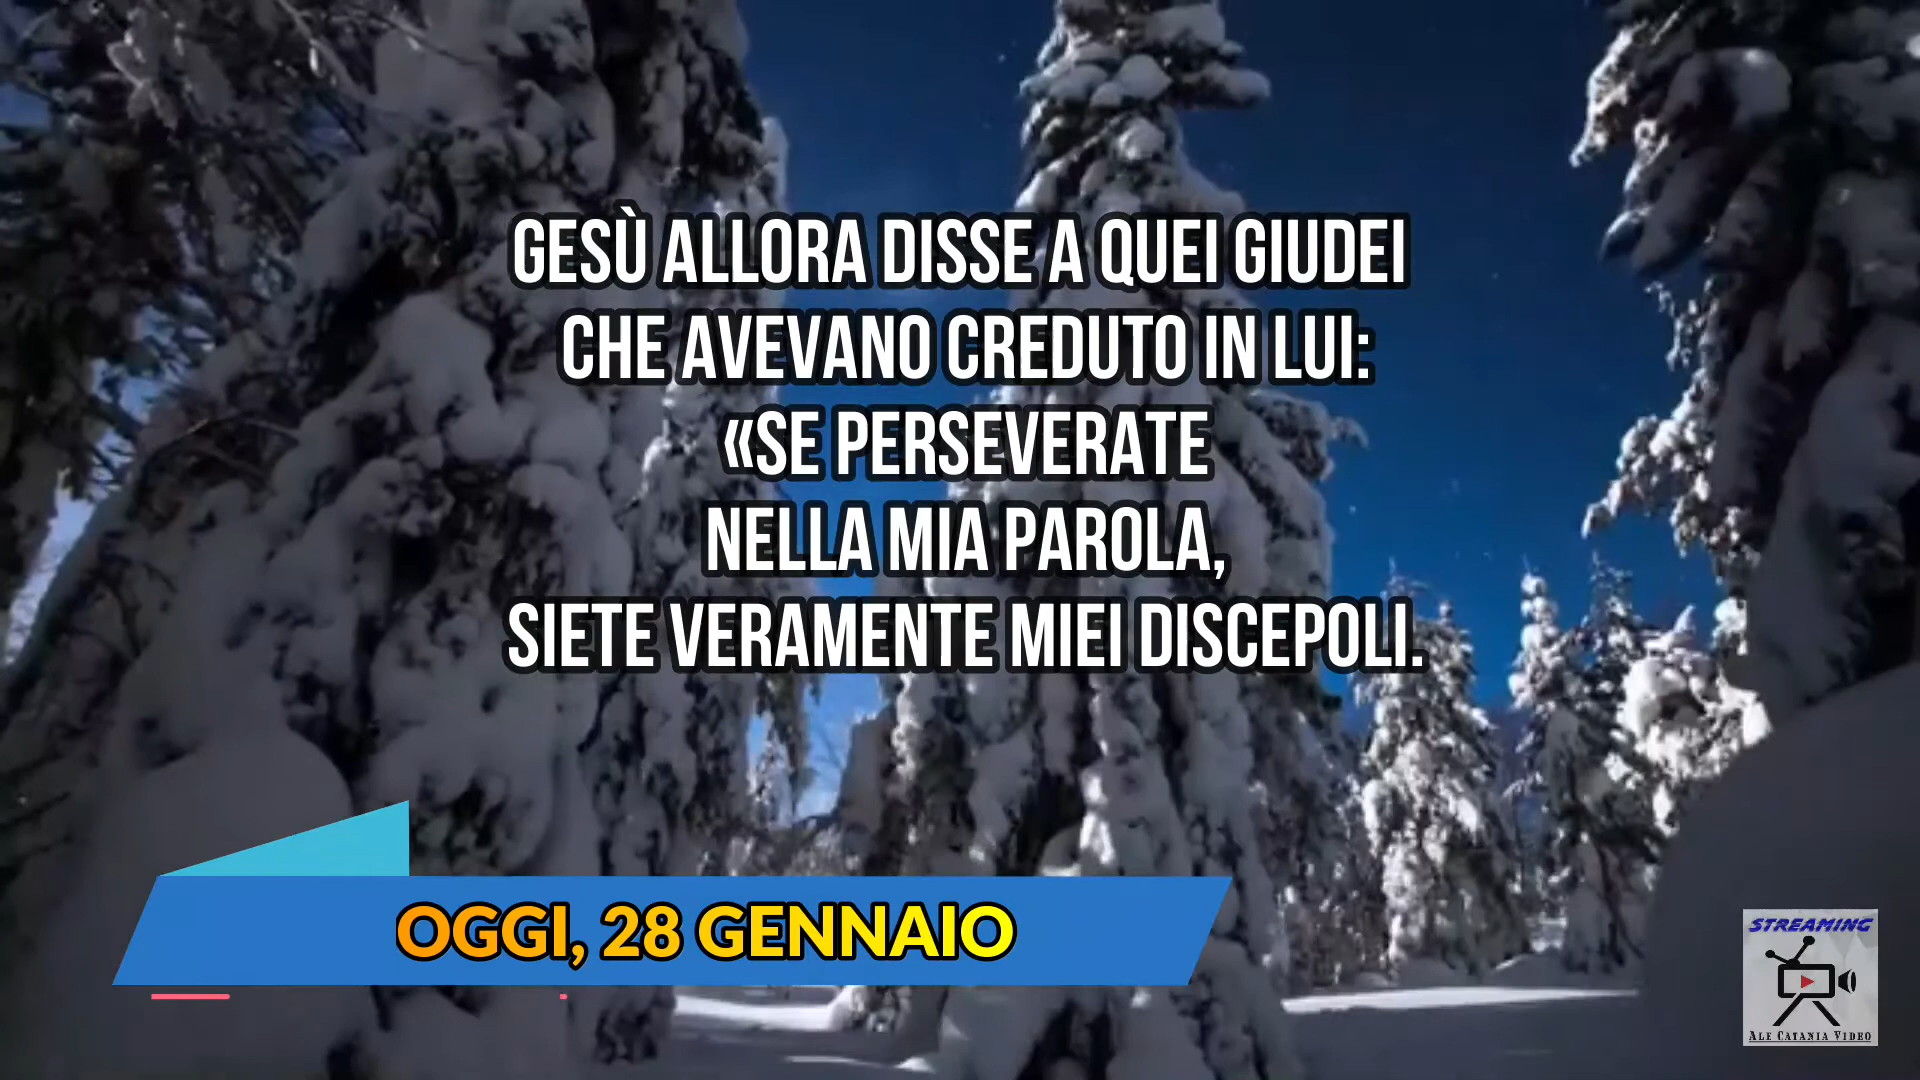 GESÙ ALLORA DISSE A QUEI GIUDEI
CHE AVEVANO CREDUTO IN LUI:
«SE PERSEVERATE
NELLA MIA PAROLA,
SIETE VERAMENTE MIEI DISCEPOLI.
OGGI, 28 GENNAIO
STREAMING
ALE CATANIA VIDEO